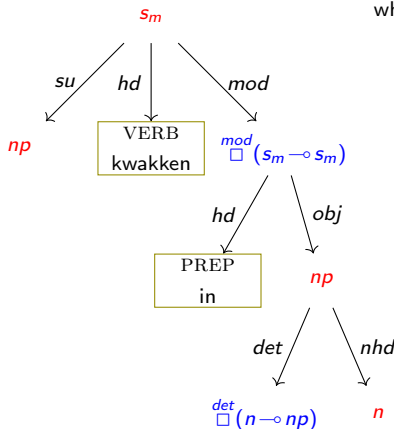 wh
s_m
su hd mod
np
VERB
kwakken
mod
□(s_m ⊸ s_m)
hd obj
PREP
in
np
det nhd
det
□(n ⊸ np)
n